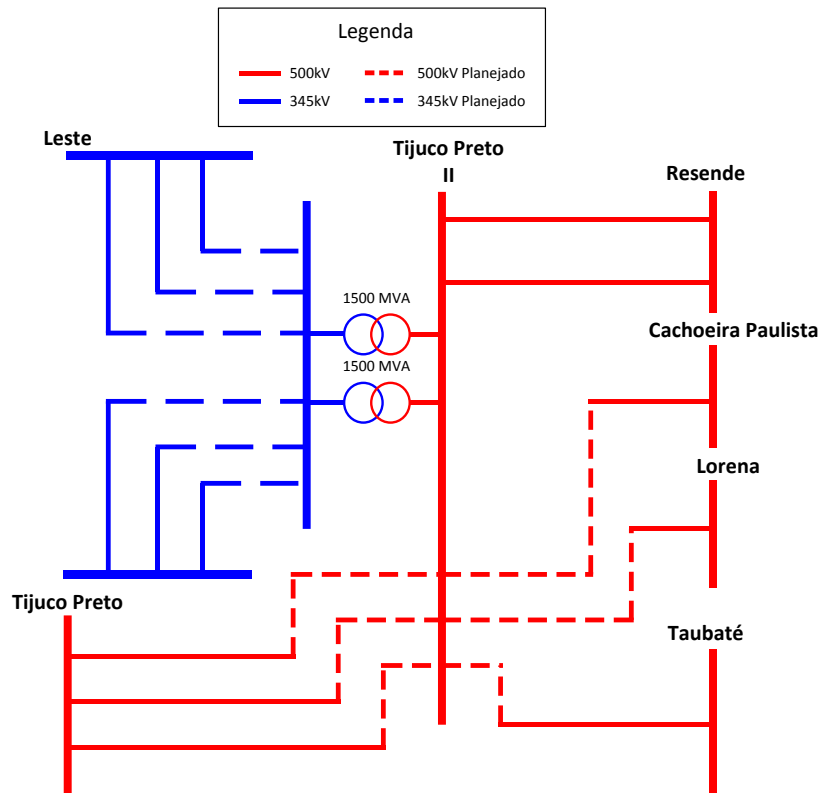 Legenda
500kV
500kV Planejado
345kV
345kV Planejado
Leste
Tijuco Preto
II
Resende
1500 MVA
Cachoeira Paulista
1500 MVA
Lorena
Tijuco Preto
Taubaté